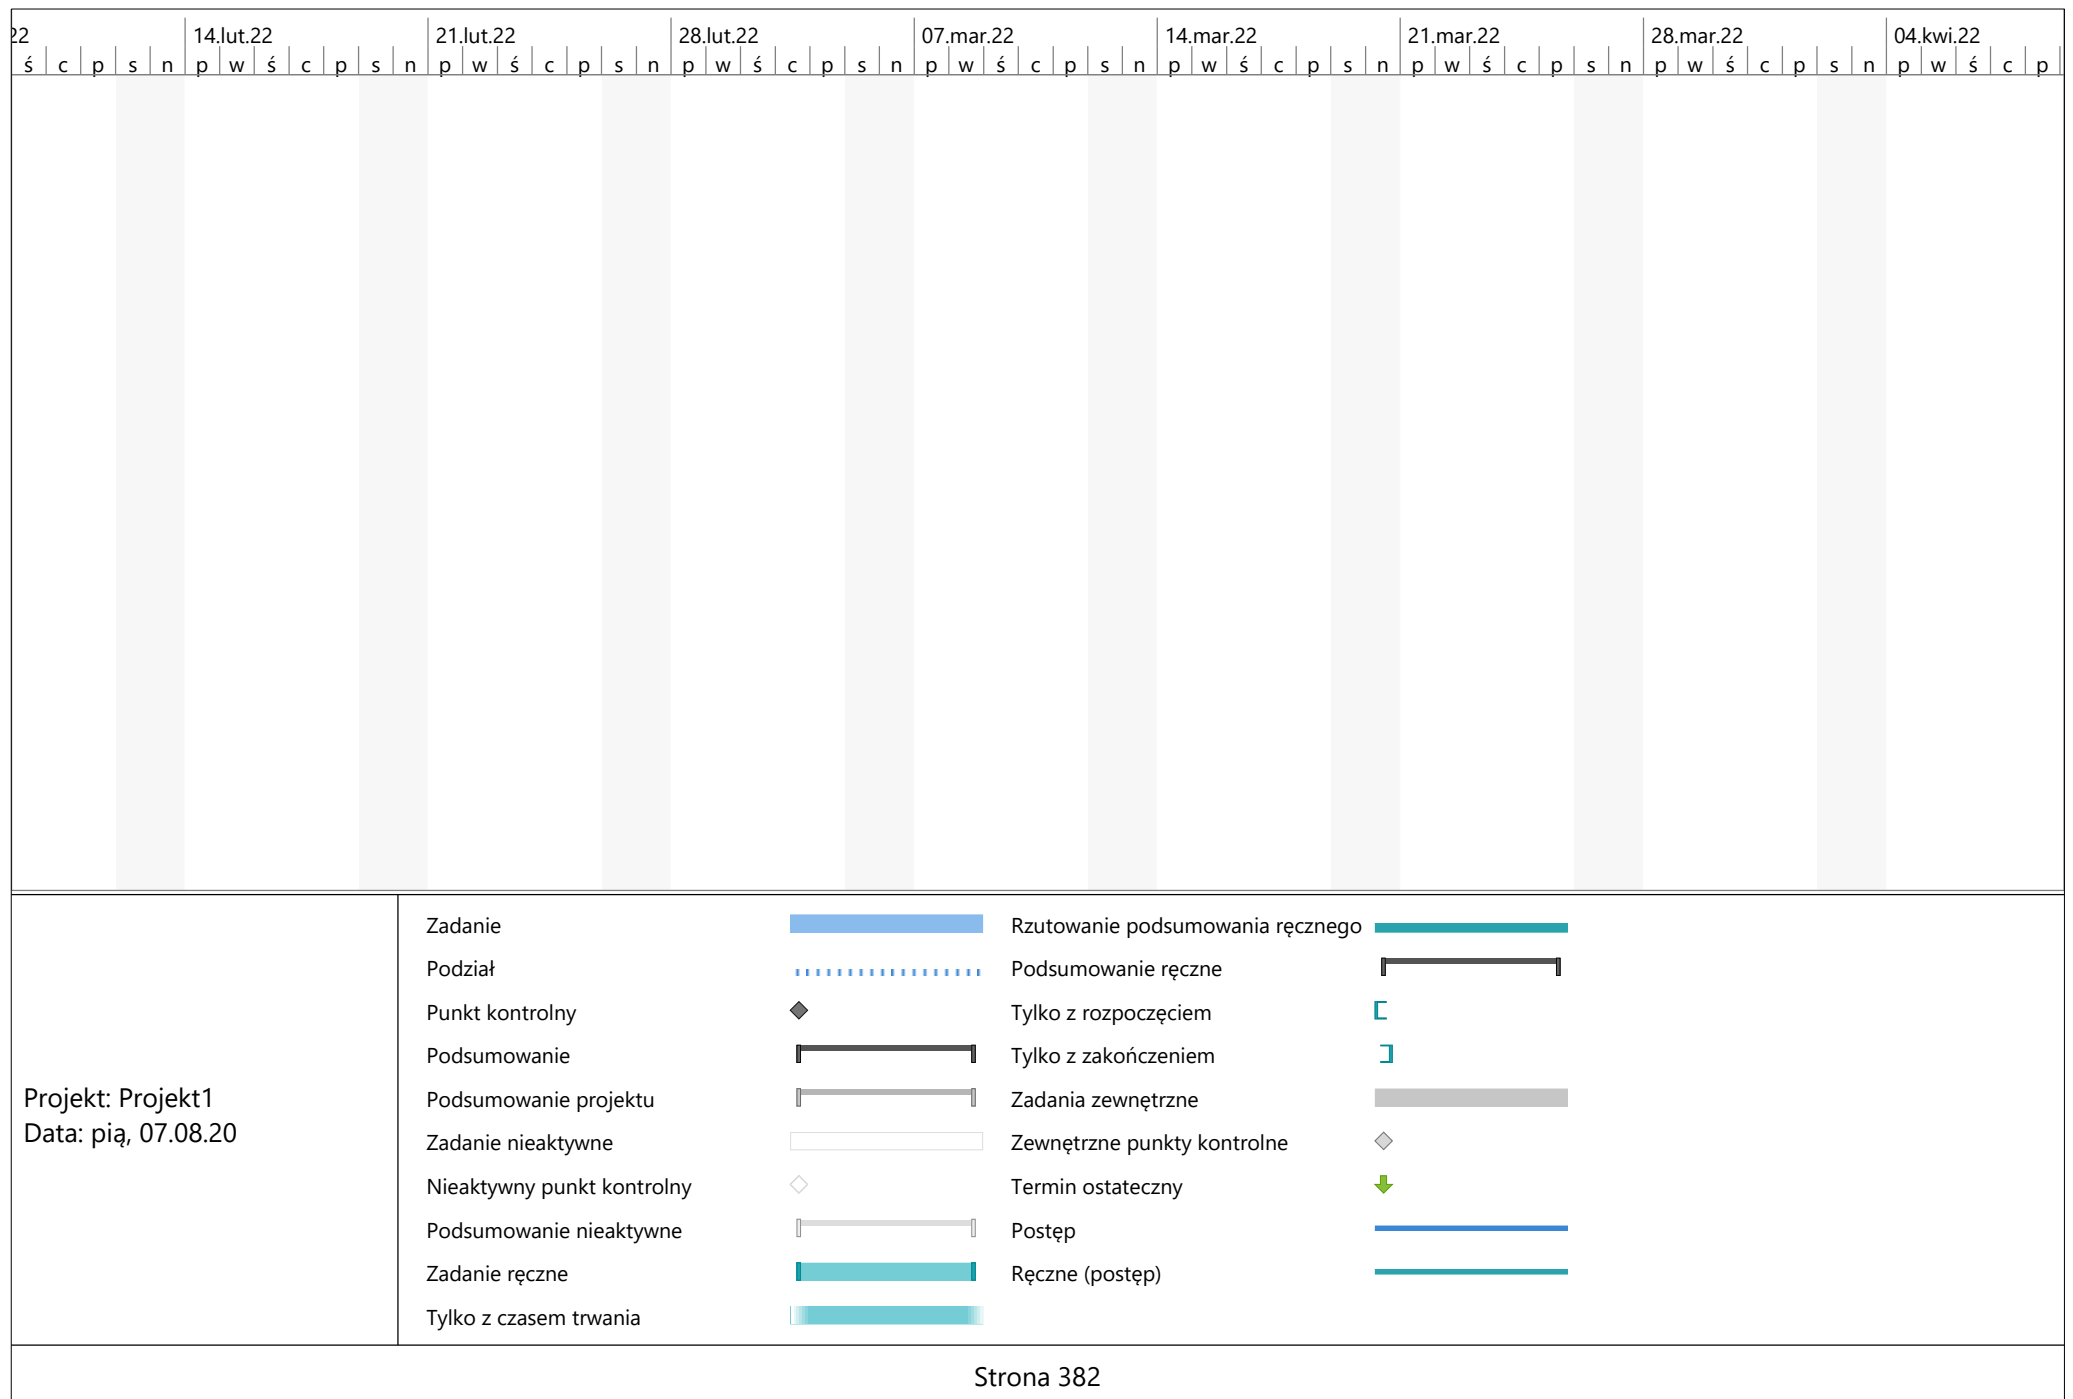 22 14.lut.22 21.lut.22 28.lut.22 07.mar.22 14.mar.22 21.mar.22 28.mar.22 04.kwi.22
ś c p s n p w ś c p s n p w ś c p s n p w ś c p s n p w ś c p s n p w ś c p s n p w ś c p s n p w ś c p s n p w ś c p
Zadanie
Podział
Punkt kontrolny
Podsumowanie
Podsumowanie projektu
Zadanie nieaktywne
Nieaktywny punkt kontrolny
Podsumowanie nieaktywne
Zadanie ręczne
Tylko z czasem trwania
Rzutowanie podsumowania ręcznego
Podsumowanie ręczne
Tylko z rozpoczęciem
Tylko z zakończeniem
Zadania zewnętrzne
Zewnętrzne punkty kontrolne
Termin ostateczny
Postęp
Ręczne (postęp)
Projekt: Projekt1
Data: pią, 07.08.20
Strona 382